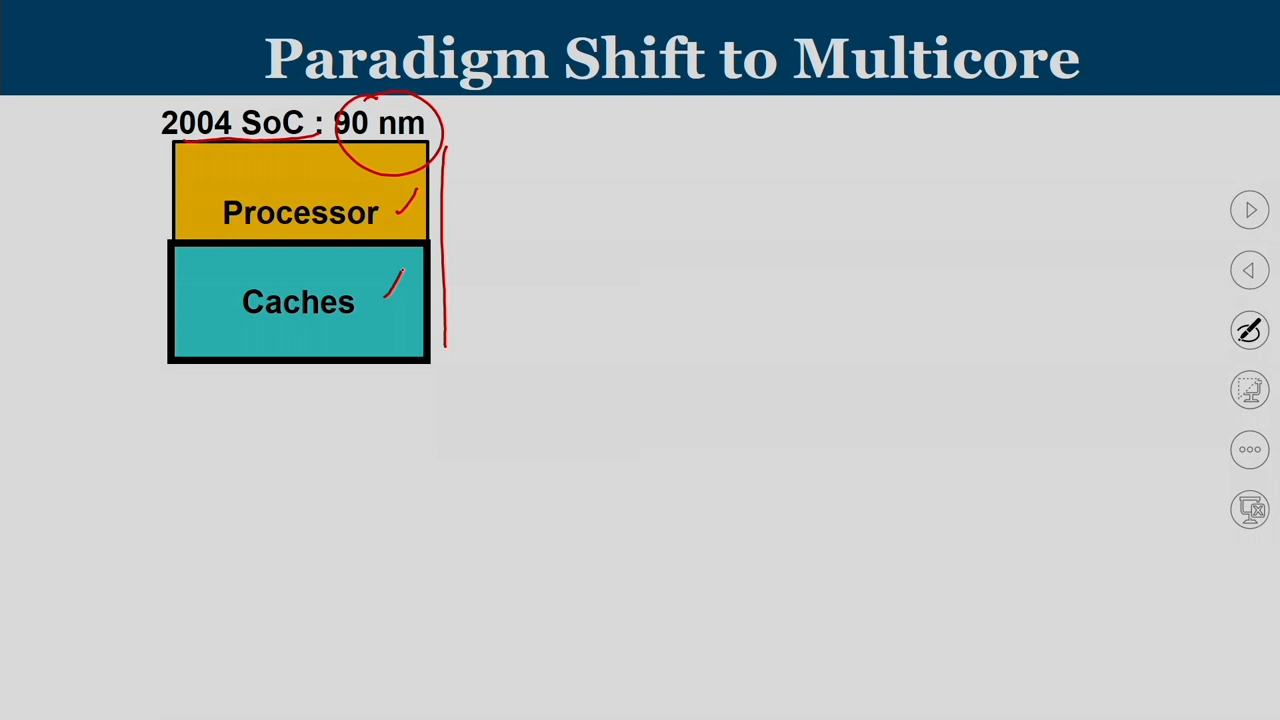 Paradigm Shift to Multicore
2004 SoC : 90 nm
Processor
Caches